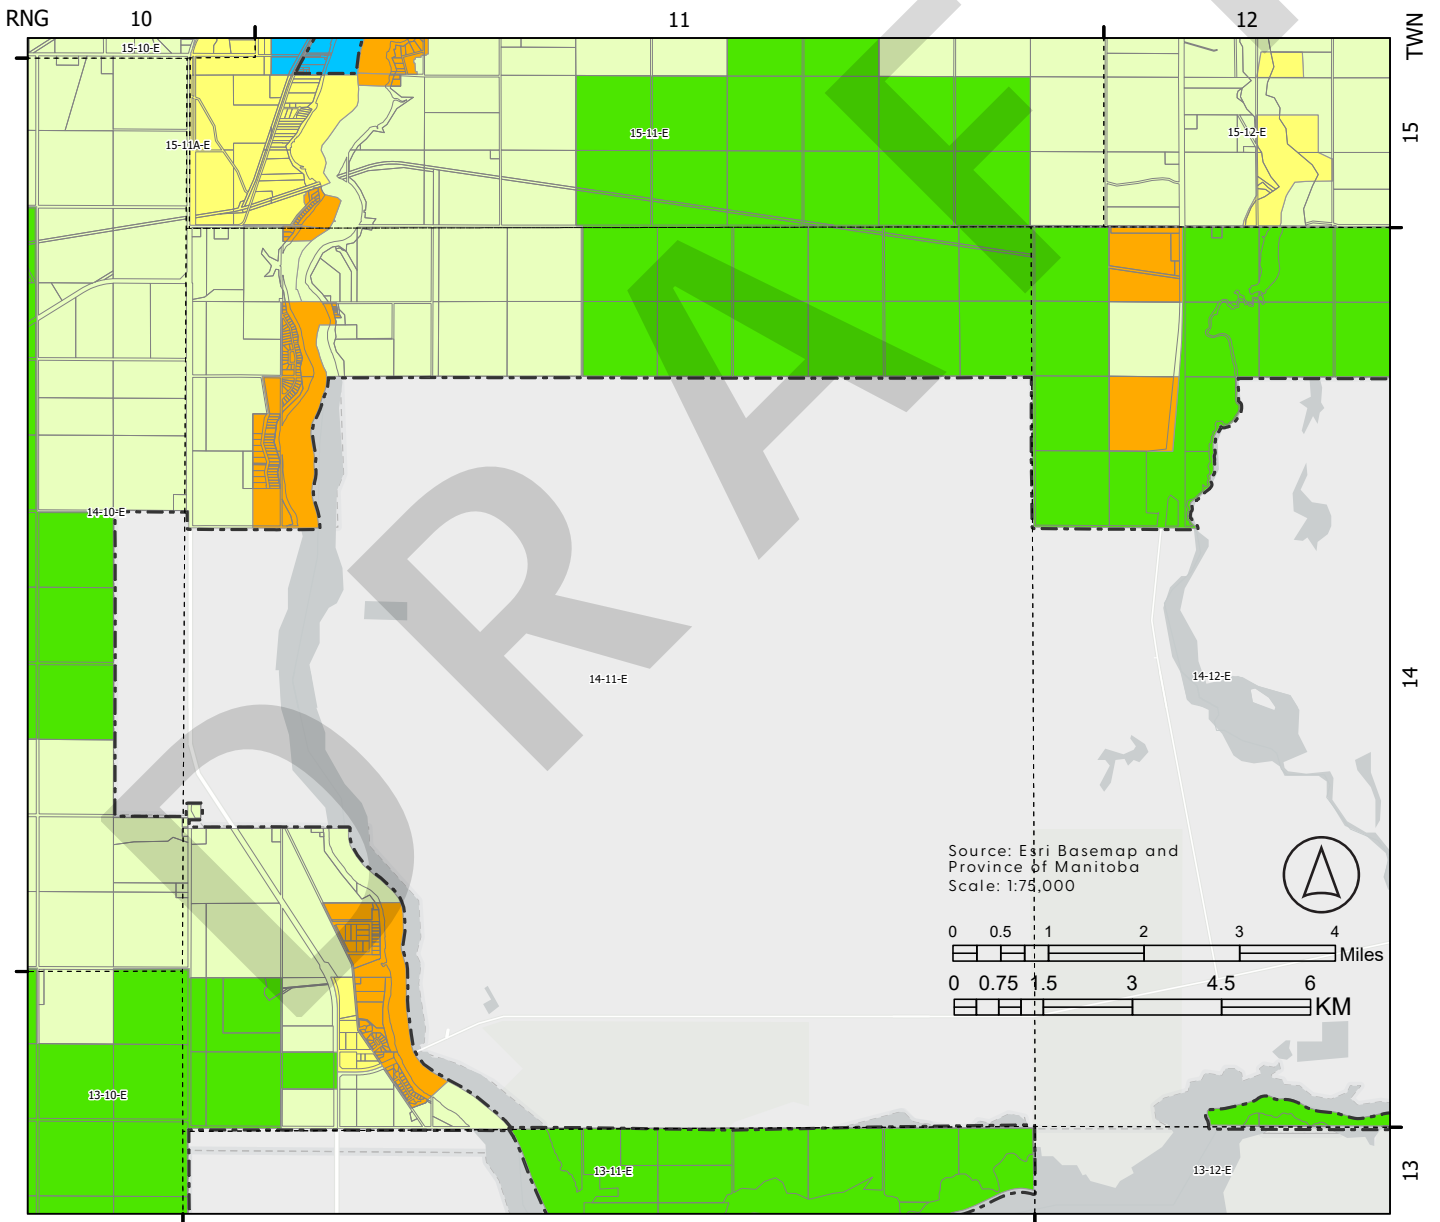 RNG 10 11 12 TWN
15-10-E
15-11-E
15-12-E
15
15-11A-E
14-10-E
14-11-E
14-12-E
14
Source: Esri Basemap and
Province of Manitoba
Scale: 1:75,000
0 0.5 1 2 3 4 Miles
0 0.75 1.5 3 4.5 6 KM
13-10-E
13-11-E
13-12-E
13
DRAF